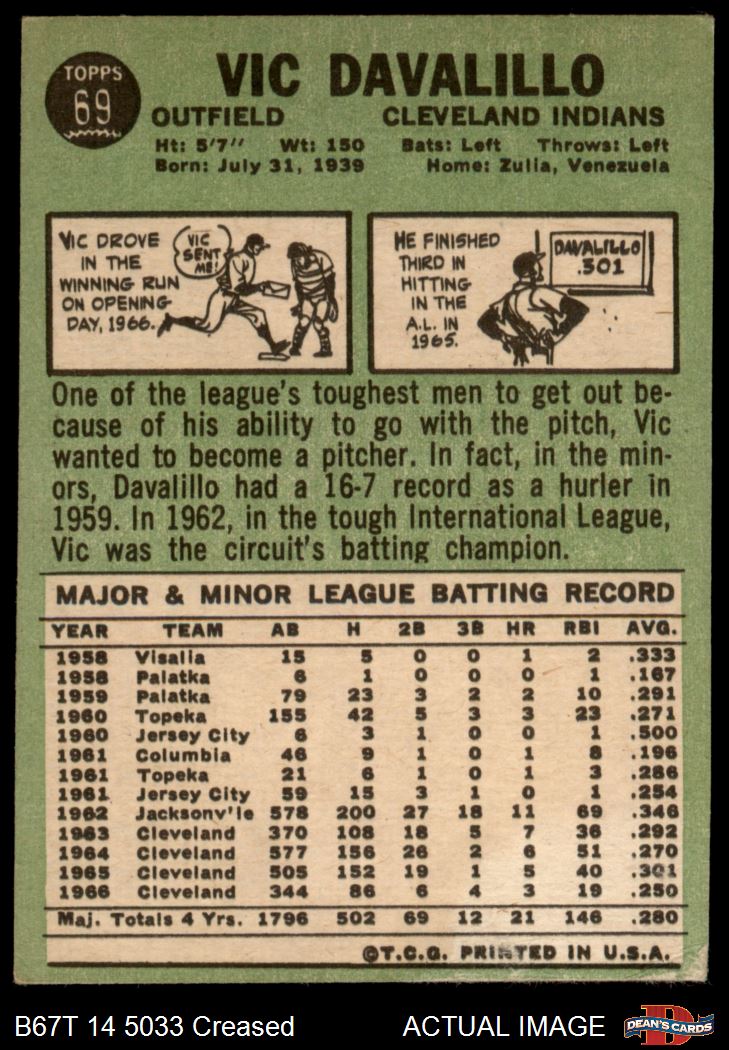 TOPPS
69
VIC DAVALILLO
OUTFIELD CLEVELAND INDIANS
Ht: 5'7" Wt: 150 Bats: Left Throws: Left
Born: July 31, 1939 Home: Zulia, Venezuela
VIC DROVE
IN THE
WINNING RUN
ON OPENING
DAY, 1966.
VIC
SENT
ME!
HE FINISHED
THIRD IN
HITTING
IN THE
A.L. IN
1965.
DAVALILLO
.301
One of the league's toughest men to get out be-
cause of his ability to go with the pitch, Vic
wanted to become a pitcher. In fact, in the min-
ors, Davalillo had a 16-7 record as a hurler in
1959. In 1962, in the tough International League,
Vic was the circuit's batting champion.
MAJOR & MINOR LEAGUE BATTING RECORD
YEAR TEAM AB H 2B 3B HR RBI AVG.
1958 Visalia 15 5 0 0 1 2 .333
1958 Palatka 6 1 0 0 0 1 .167
1959 Palatka 79 23 3 2 2 10 .291
1960 Topeka 155 42 5 3 3 23 .271
1960 Jersey City 6 3 1 0 0 1 .500
1961 Columbia 46 9 1 0 1 8 .196
1961 Topeka 21 6 1 0 1 3 .286
1961 Jersey City 59 15 3 1 0 1 .254
1962 Jacksonv'le 578 200 27 18 11 69 .346
1963 Cleveland 370 108 18 5 7 36 .292
1964 Cleveland 577 156 26 2 6 51 .270
1965 Cleveland 505 152 19 1 5 40 .301
1966 Cleveland 344 86 6 4 3 19 .250
Maj. Totals 4 Yrs. 1796 502 69 12 21 146 .280
©T.C.G. PRINTED IN U.S.A.
B67T 14 5033 Creased ACTUAL IMAGE
DEAN'S CARDS